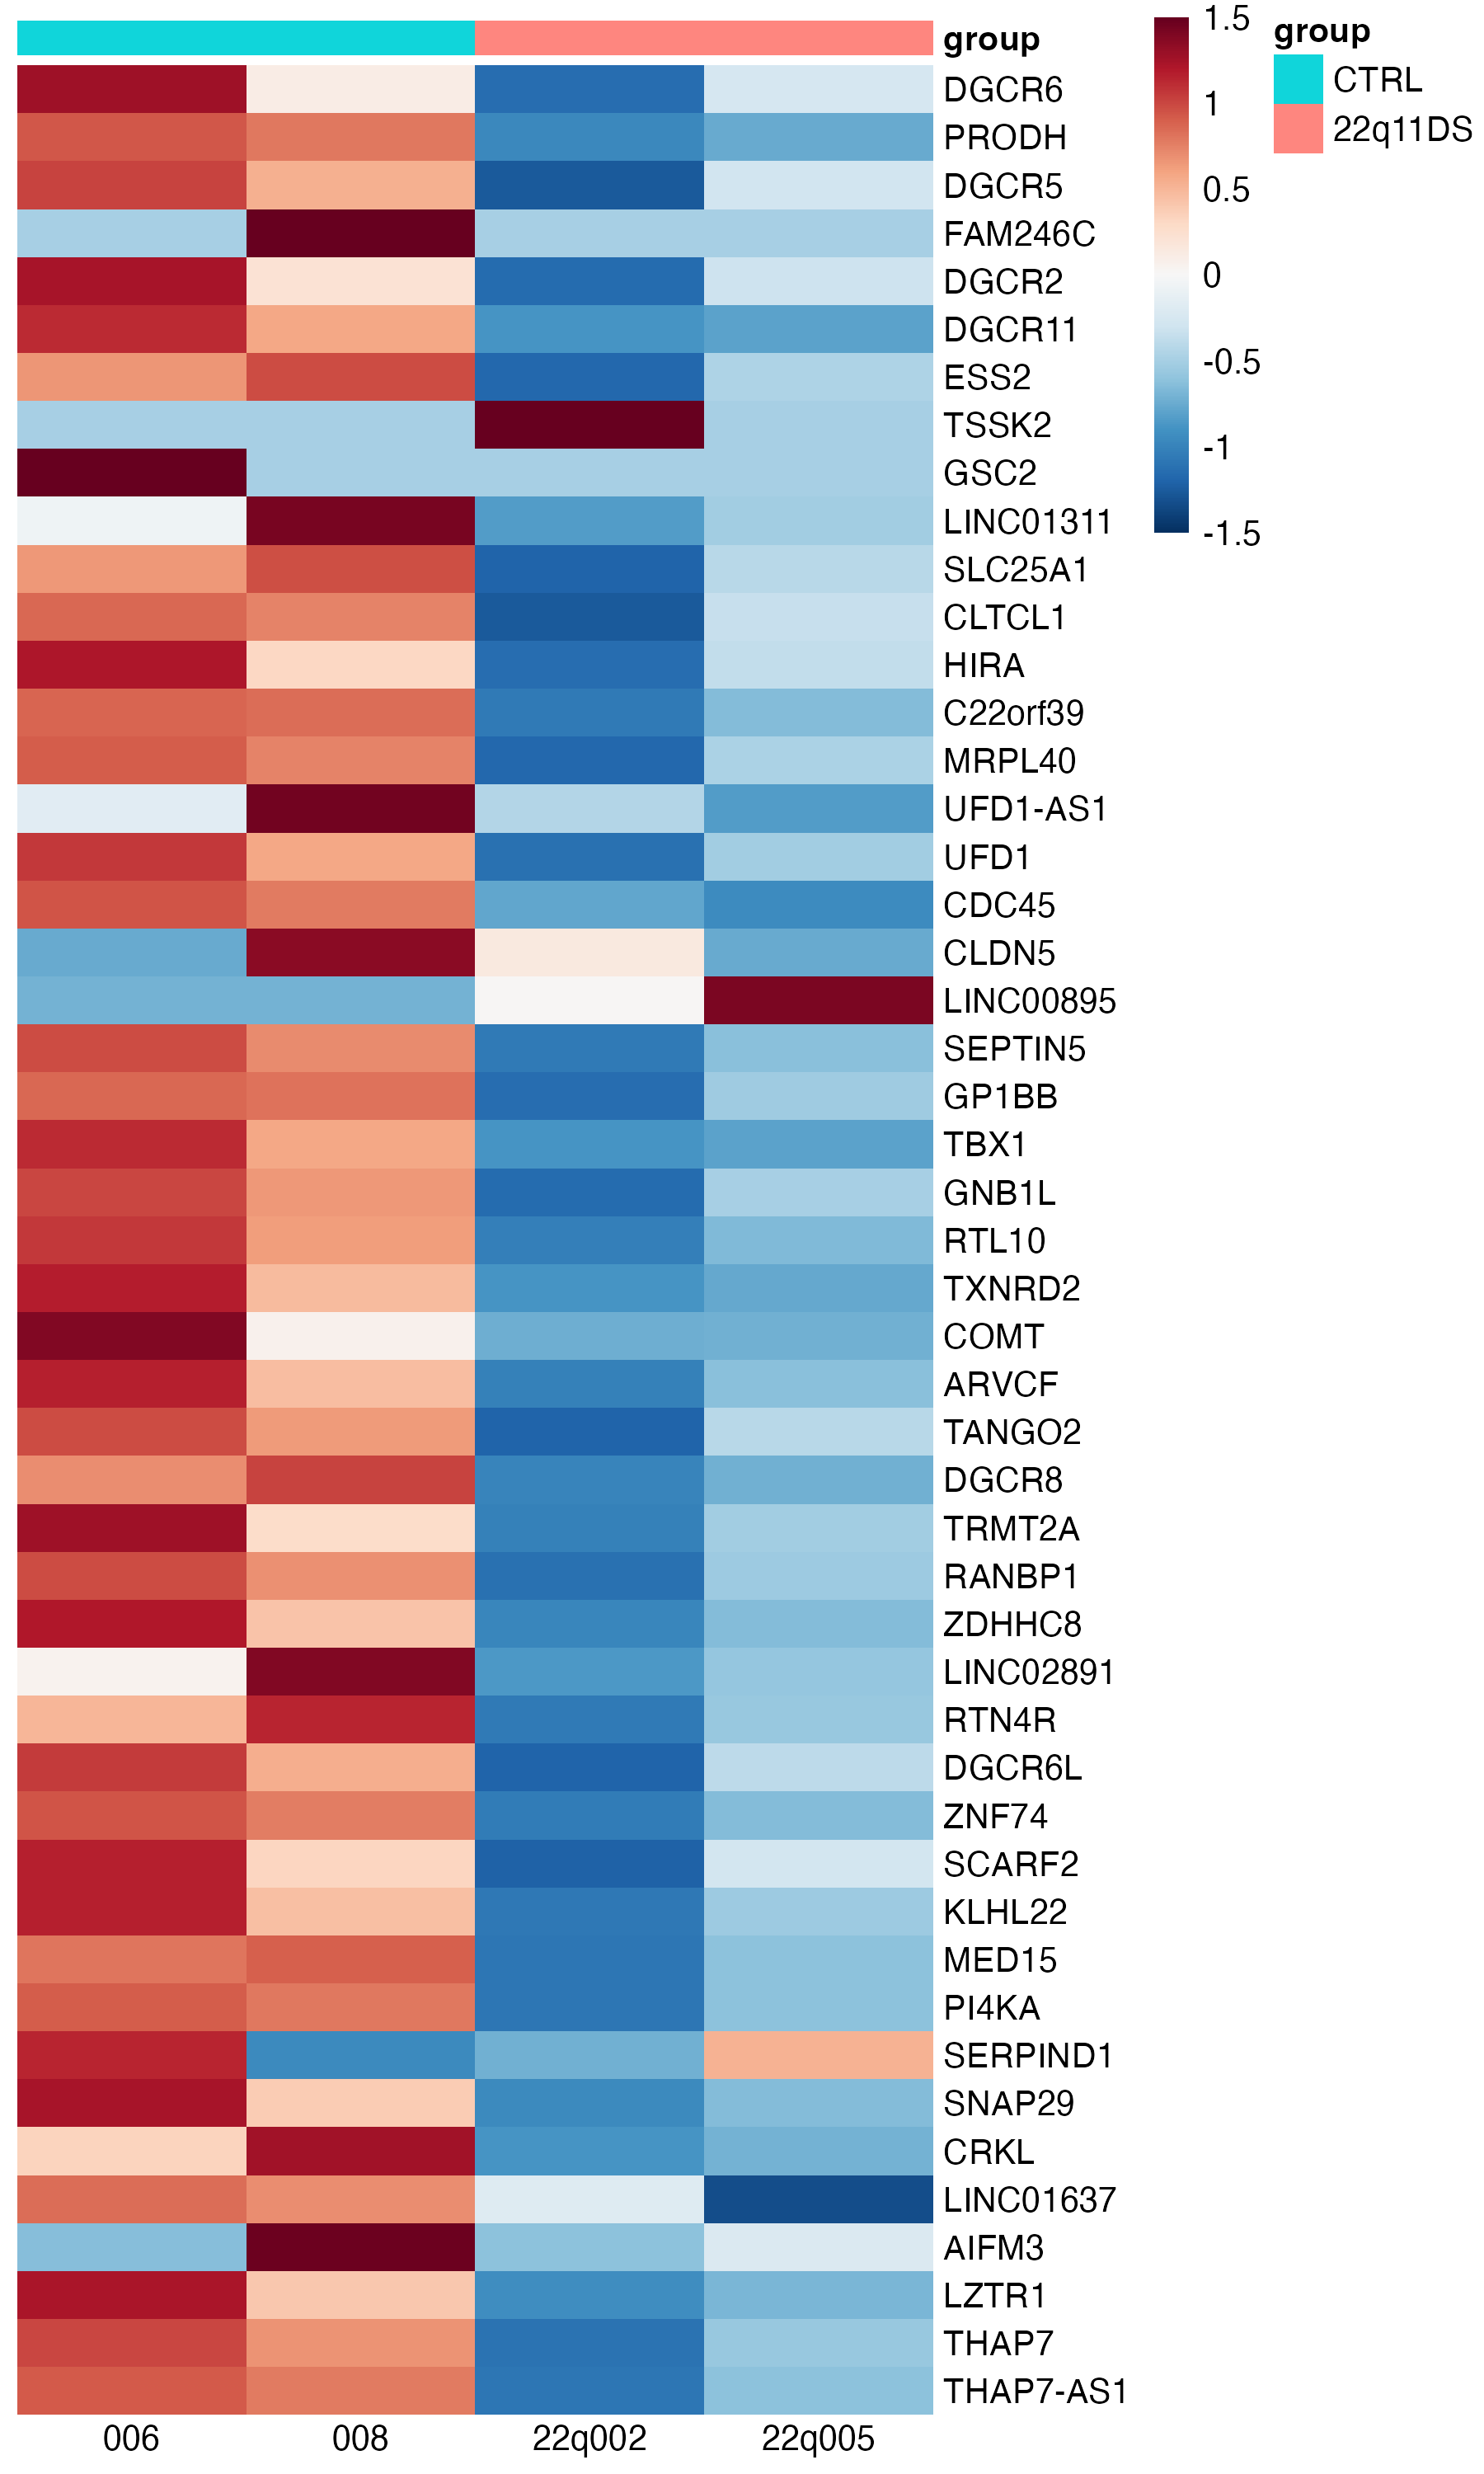 group
DGCR6
PRODH
DGCR5
FAM246C
DGCR2
DGCR11
ESS2
TSSK2
GSC2
LINC01311
SLC25A1
CLTCL1
HIRA
C22orf39
MRPL40
UFD1-AS1
UFD1
CDC45
CLDN5
LINC00895
SEPTIN5
GP1BB
TBX1
GNB1L
RTL10
TXNRD2
COMT
ARVCF
TANGO2
DGCR8
TRMT2A
RANBP1
ZDHHC8
LINC02891
RTN4R
DGCR6L
ZNF74
SCARF2
KLHL22
MED15
PI4KA
SERPIND1
SNAP29
CRKL
LINC01637
AIFM3
LZTR1
THAP7
THAP7-AS1
006 008 22q002 22q005
1.5
1
0.5
0
-0.5
-1
-1.5
group
CTRL
22q11DS